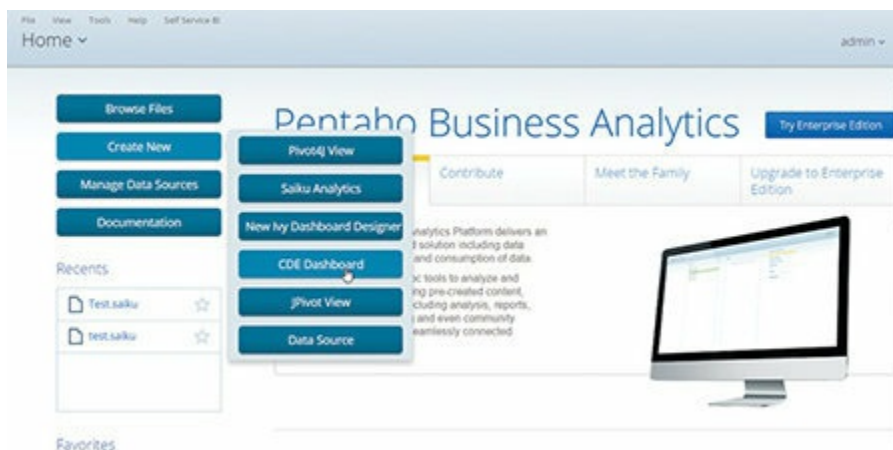 File View Tools Help Self Service BI
Home
admin
Browse Files
Create New
Manage Data Sources
Documentation
Recents
Test.saiku
test.saiku
Favorites
Pivot4J View
Saiku Analytics
New Ivy Dashboard Designer
CDE Dashboard
JPivot View
Data Source
Pentaho Business Analytics
Try Enterprise Edition
Contribute
Meet the Family
Upgrade to Enterprise
Edition
Analytics Platform delivers an
solution including data
and consumption of data.
tools to analyze and
ing pre-created content,
cluding analysis, reports,
and even community
eamlessly connected